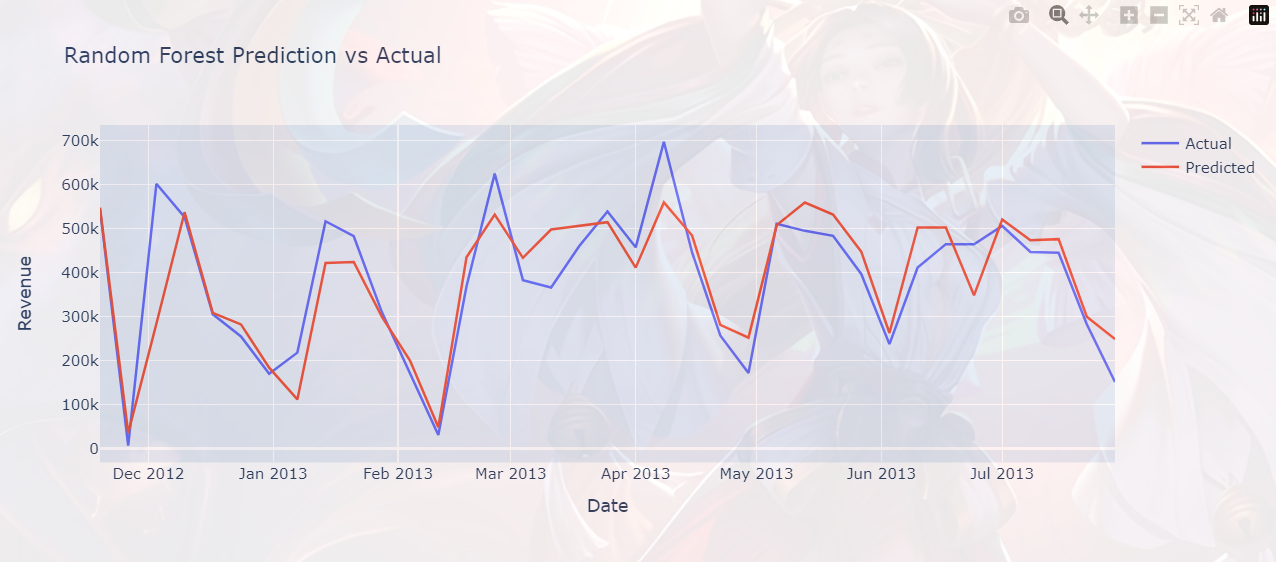 Random Forest Prediction vs Actual
Actual
Predicted
700k
600k
500k
400k
300k
200k
100k
0
Revenue
Dec 2012 Jan 2013 Feb 2013 Mar 2013 Apr 2013 May 2013 Jun 2013 Jul 2013
Date